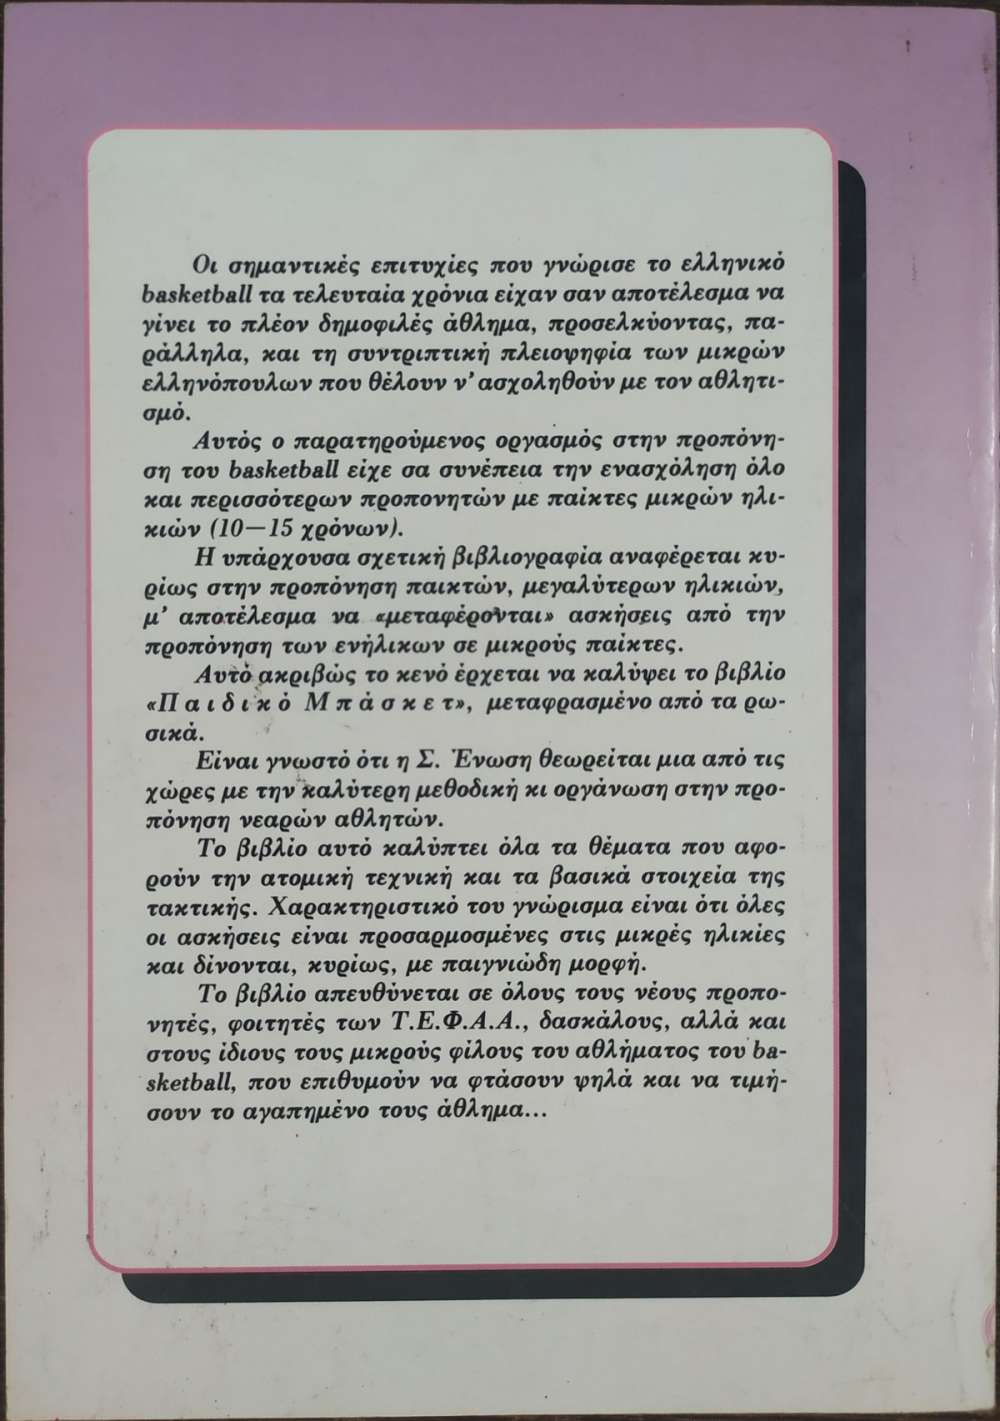 Οι σημαντικές επιτυχίες που γνώρισε το ελληνικό
basketball τα τελευταία χρόνια είχαν σαν αποτέλεσμα να
γίνει το πλέον δημοφιλές άθλημα, προσελκύοντας, πα-
ράλληλα, και τη συντριπτική πλειοψηφία των μικρών
ελληνόπουλων που θέλουν ν' ασχοληθούν με τον αθλητι-
σμό.
Αυτός ο παρατηρούμενος οργασμός στην προπόνη-
ση του basketball είχε σα συνέπεια την ενασχόληση όλο
και περισσότερων προπονητών με παίκτες μικρών ηλι-
κιών (10—15 χρόνων).
Η υπάρχουσα σχετική βιβλιογραφία αναφέρεται κυ-
ρίως στην προπόνηση παικτών, μεγαλύτερων ηλικιών,
μ' αποτέλεσμα να «μεταφέρονται» ασκήσεις από την
προπόνηση των ενήλικων σε μικρούς παίκτες.
Αυτό ακριβώς το κενό έρχεται να καλύψει το βιβλίο
«Π α ι δ ι κ ό Μ π ά σ κ ε τ», μεταφρασμένο από τα ρω-
σικά.
Είναι γνωστό ότι η Σ. Ένωση θεωρείται μια από τις
χώρες με την καλύτερη μεθοδική κι οργάνωση στην προ-
πόνηση νεαρών αθλητών.
Το βιβλίο αυτό καλύπτει όλα τα θέματα που αφο-
ρούν την ατομική τεχνική και τα βασικά στοιχεία της
τακτικής. Χαρακτηριστικό του γνώρισμα είναι ότι όλες
οι ασκήσεις είναι προσαρμοσμένες στις μικρές ηλικίες
και δίνονται, κυρίως, με παιγνιώδη μορφή.
Το βιβλίο απευθύνεται σε όλους τους νέους προπο-
νητές, φοιτητές των Τ.Ε.Φ.Α.Α., δασκάλους, αλλά και
στους ίδιους τους μικρούς φίλους του αθλήματος του ba-
sketball, που επιθυμούν να φτάσουν ψηλά και να τιμή-
σουν το αγαπημένο τους άθλημα...